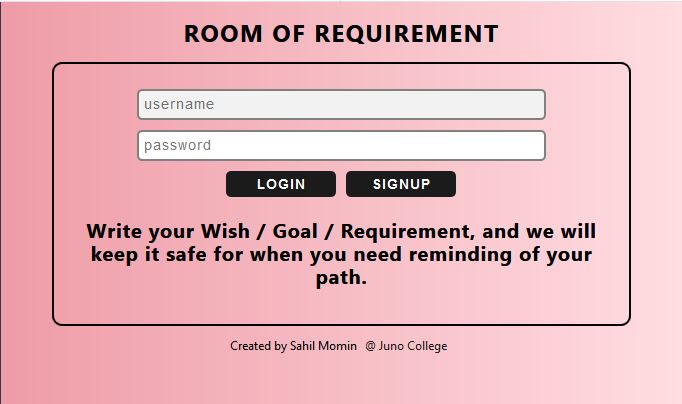 ROOM OF REQUIREMENT
username
password
LOGIN SIGNUP
Write your Wish / Goal / Requirement, and we will
keep it safe for when you need reminding of your
path.
Created by Sahil Momin @ Juno College